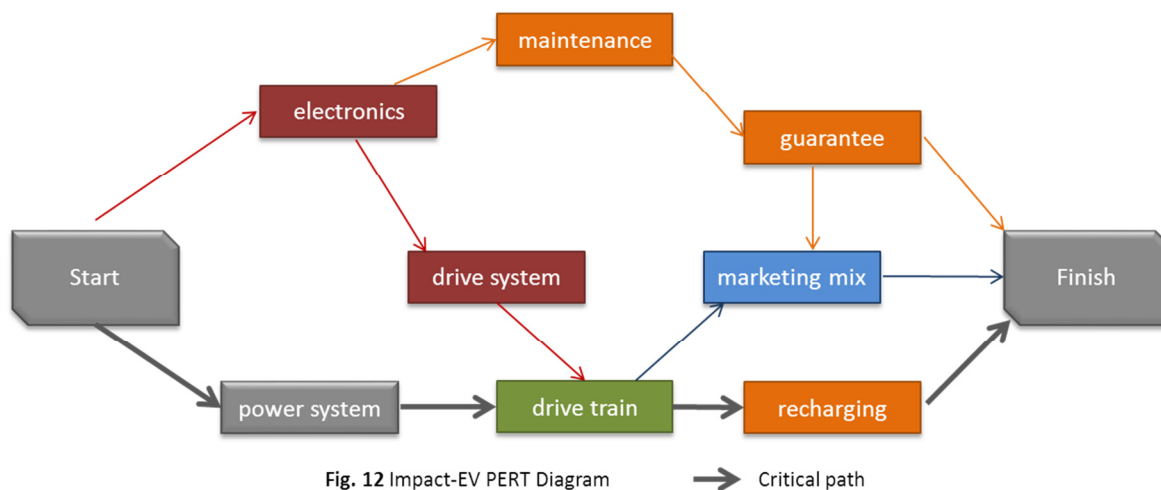 maintenance
electronics
guarantee
Start
drive system
marketing mix
Finish
power system
drive train
recharging
Fig. 12 Impact-EV PERT Diagram
Critical path